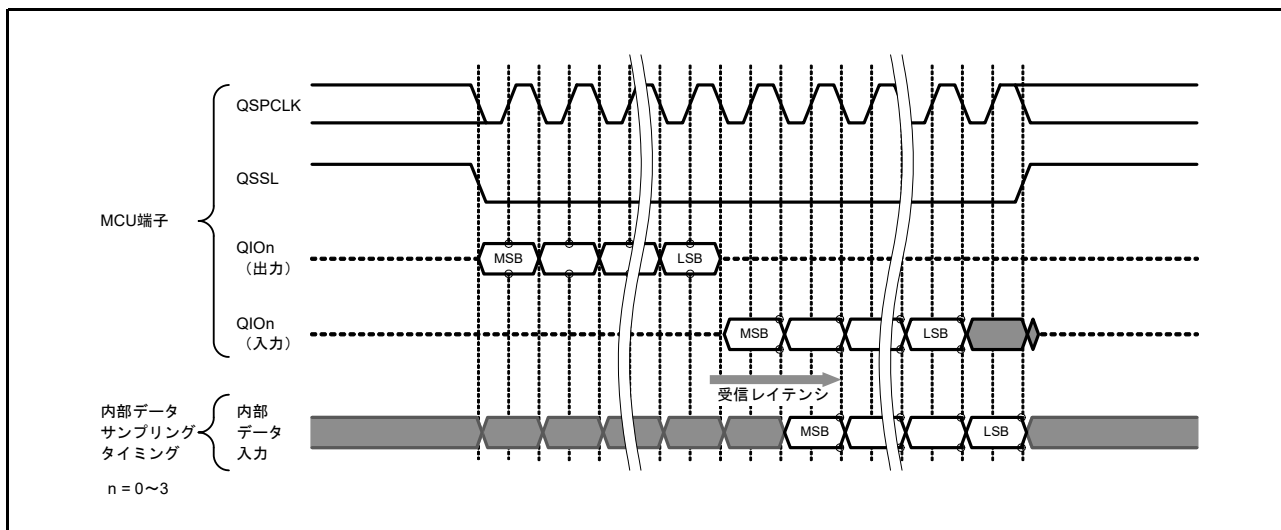 QSPCLK
QSSL
MCU端子
QIOn
（出力）
MSB
LSB
QIOn
（入力）
MSB
LSB
受信レイテンシ
内部データ
サンプリング
タイミング
内部
データ
入力
MSB
LSB
n = 0～3